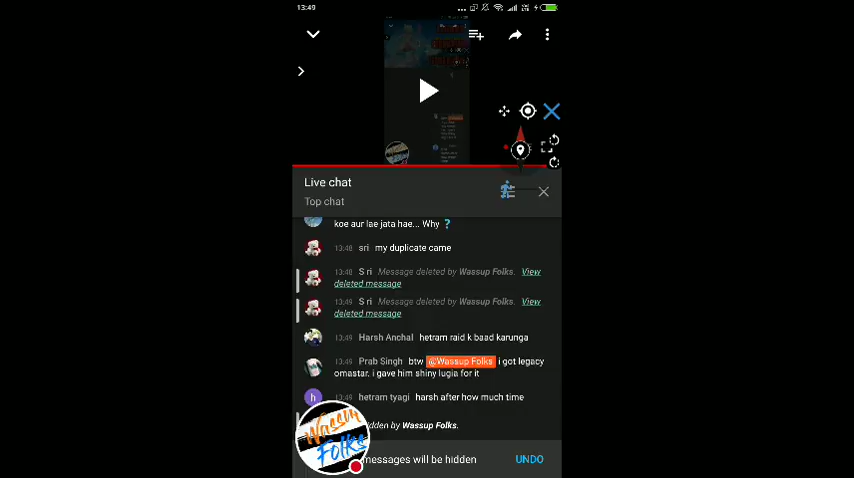 13:49
Live chat
Top chat
koe aur lae jata hae... Why ?
13:48 sri my duplicate came
13:48 S ri Message deleted by Wassup Folks. View
deleted message
13:49 S ri Message deleted by Wassup Folks. View
deleted message
13:49 Harsh Anchal hetram raid k baad karunga
13:49 Prab Singh btw @Wassup Folks i got legacy
omastar. i gave him shiny lugia for it
h 13:49 hetram tyagi harsh after how much time
dden by Wassup Folks.
Wassup
Folks
messages will be hidden UNDO